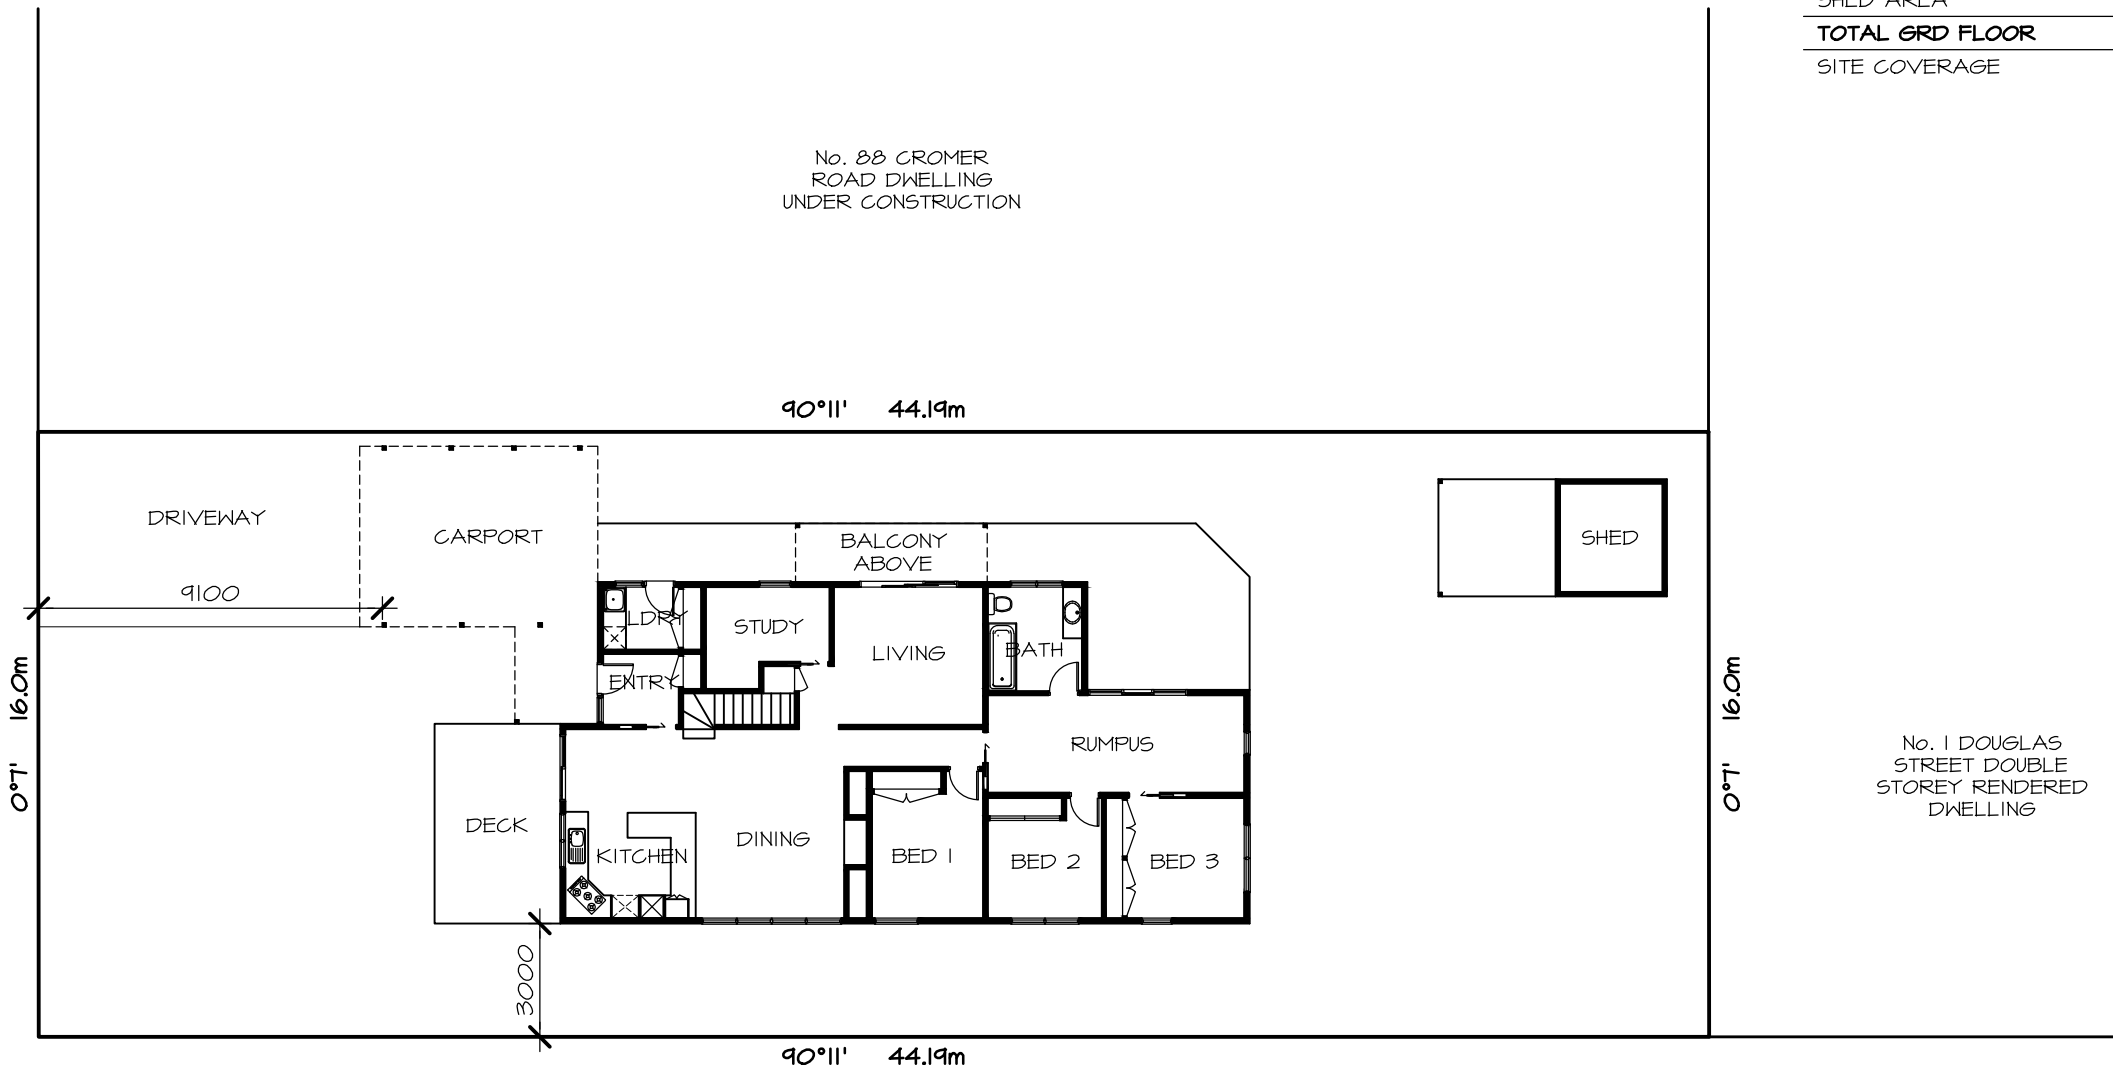 SHED AREA
TOTAL GRD FLOOR
SITE COVERAGE
No. 88 CROMER
ROAD DWELLING
UNDER CONSTRUCTION
90°11' 44.19m
DRIVEWAY
CARPORT
BALCONY
ABOVE
SHED
9100
LDRY
STUDY
LIVING
BATH
ENTRY
0°7' 16.0m
RUMPUS
0°7' 16.0m
No. 1 DOUGLAS
STREET DOUBLE
STOREY RENDERED
DWELLING
DECK
KITCHEN
DINING
BED 1
BED 2
BED 3
3000
90°11' 44.19m